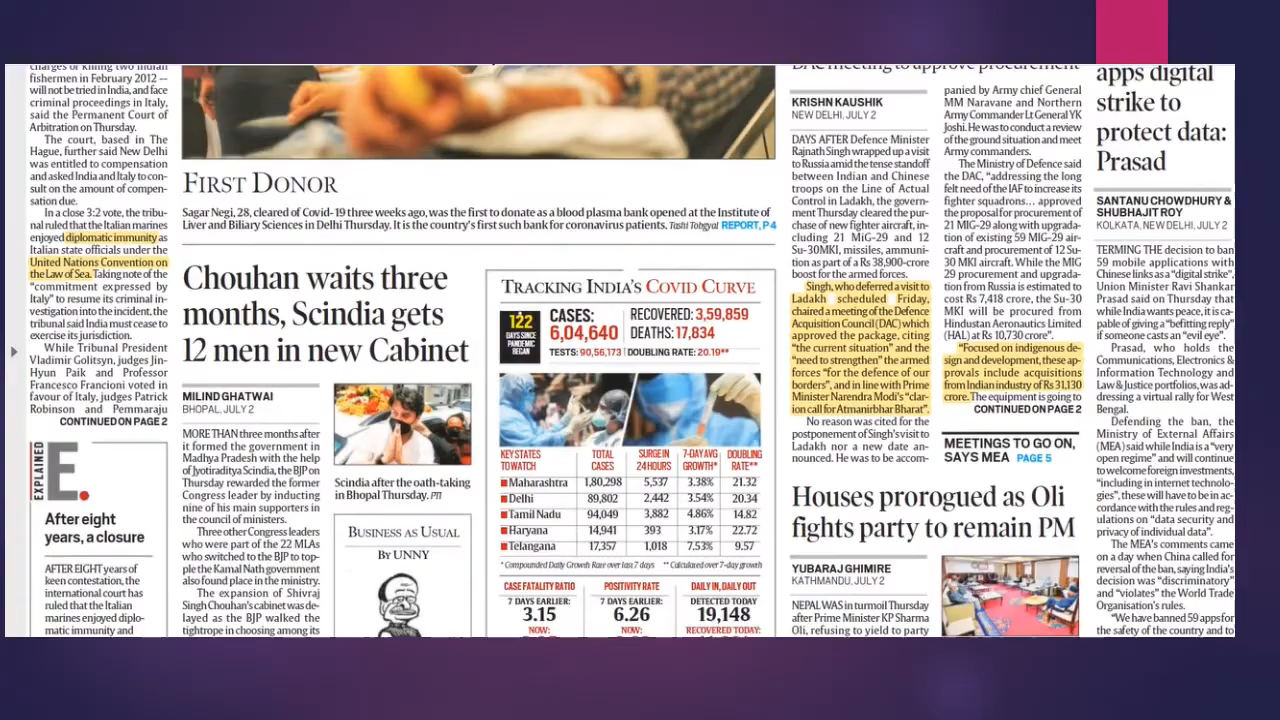 fishermen in February 2012 --
will not be tried in India, and face
criminal proceedings in Italy,
said the Permanent Court of
Arbitration on Thursday.
The court, based in The
Hague, further said New Delhi
was entitled to compensation
and asked India and Italy to con-
sult on the amount of compen-
sation due.
In a close 3:2 vote, the tribu-
nal ruled that the Italian marines
enjoyed diplomatic immunity as
Italian state officials under the
United Nations Convention on
the Law of Sea. Taking note of the
"commitment expressed by
Italy" to resume its criminal in-
vestigation into the incident, the
tribunal said India must cease to
exercise its jurisdiction.
While Tribunal President
Vladimir Golitsyn, judges Jin-
Hyun Paik and Professor
Francesco Francioni voted in
favour of Italy, judges Patrick
Robinson and Pemmaraju
CONTINUED ON PAGE 2
EXPLAINED
E.
After eight
years, a closure
AFTER EIGHT years of
keen contestation, the
international court has
ruled that the Italian
marines enjoyed diplo-
matic immunity and
FIRST DONOR
Sagar Negi, 28, cleared of Covid-19 three weeks ago, was the first to donate as a blood plasma bank opened at the Institute of
Liver and Biliary Sciences in Delhi Thursday. It is the country's first such bank for coronavirus patients. Tashi Tobgyal REPORT, P 4
Chouhan waits three
months, Scindia gets
12 men in new Cabinet
MILIND GHATWAI
BHOPAL, JULY 2
MORE THAN three months after
it formed the government in
Madhya Pradesh with the help
of Jyotiraditya Scindia, the BJP on
Thursday rewarded the former
Congress leader by inducting
nine of his main supporters in
the council of ministers.
Three other Congress leaders
who were part of the 22 MLAs
who switched to the BJP to top-
ple the Kamal Nath government
also found place in the ministry.
The expansion of Shivraj
Singh Chouhan's cabinet was de-
layed as the BJP walked the
tightrope in choosing among its
Scindia after the oath-taking
in Bhopal Thursday. PTI
BUSINESS AS USUAL
BY UNNY
TRACKING INDIA'S COVID CURVE
122
DAYS SINCE
PANDEMIC
BEGAN
CASES:
6,04,640
RECOVERED: 3,59,859
DEATHS: 17,834
TESTS: 90,56,173 DOUBLING RATE: 20.19**
KEY STATES TO WATCH TOTAL CASES SURGE IN 24 HOURS 7-DAY AVG GROWTH* DOUBLING RATE**
Maharashtra 1,80,298 5,537 3.38% 21.32
Delhi 89,802 2,442 3.54% 20.34
Tamil Nadu 94,049 3,882 4.86% 14.82
Haryana 14,941 393 3.17% 22.72
Telangana 17,357 1,018 7.53% 9.57
* Compounded Daily Growth Rate over last 7 days ** Calculated over 7-day growth
CASE FATALITY RATIO
7 DAYS EARLIER:
3.15
NOW:
POSITIVITY RATE
7 DAYS EARLIER:
6.26
NOW:
DAILY IN, DAILY OUT
DETECTED TODAY
19,148
RECOVERED TODAY:
DAC meeting to approve procurement
KRISHN KAUSHIK
NEW DELHI, JULY 2
DAYS AFTER Defence Minister
Rajnath Singh wrapped up a visit
to Russia amid the tense standoff
between Indian and Chinese
troops on the Line of Actual
Control in Ladakh, the govern-
ment Thursday cleared the pur-
chase of new fighter aircraft, in-
cluding 21 MiG-29 and 12
Su-30MKI, missiles, ammuni-
tion as part of a Rs 38,900-crore
boost for the armed forces.
Singh, who deferred a visit to
Ladakh scheduled Friday,
chaired a meeting of the Defence
Acquisition Council (DAC) which
approved the package, citing
"the current situation" and the
"need to strengthen" the armed
forces "for the defence of our
borders", and in line with Prime
Minister Narendra Modi's "clar-
ion call for Atmanirbhar Bharat".
No reason was cited for the
postponement of Singh's visit to
Ladakh nor a new date an-
nounced. He was to be accom-
panied by Army chief General
MM Naravane and Northern
Army Commander Lt General YK
Joshi. He was to conduct a review
of the ground situation and meet
Army commanders.
The Ministry of Defence said
the DAC, "addressing the long
felt need of the IAF to increase its
fighter squadrons... approved
the proposal for procurement of
21 MIG-29 along with upgrada-
tion of existing 59 MIG-29 air-
craft and procurement of 12 Su-
30 MKI aircraft. While the MIG
29 procurement and upgrada-
tion from Russia is estimated to
cost Rs 7,418 crore, the Su-30
MKI will be procured from
Hindustan Aeronautics Limited
(HAL) at Rs 10,730 crore".
"Focused on indigenous de-
sign and development, these ap-
provals include acquisitions
from Indian industry of Rs 31,130
crore. The equipment is going to
CONTINUED ON PAGE 2
MEETINGS TO GO ON,
SAYS MEA PAGE 5
Houses prorogued as Oli
fights party to remain PM
YUBARAJ GHIMIRE
KATHMANDU, JULY 2
NEPAL WAS in turmoil Thursday
after Prime Minister KP Sharma
Oli, refusing to yield to party
apps digital
strike to
protect data:
Prasad
SANTANU CHOWDHURY &
SHUBHAJIT ROY
KOLKATA, NEW DELHI, JULY 2
TERMING THE decision to ban
59 mobile applications with
Chinese links as a "digital strike",
Union Minister Ravi Shankar
Prasad said on Thursday that
while India wants peace, it is ca-
pable of giving a "befitting reply"
if someone casts an "evil eye".
Prasad, who holds the
Communications, Electronics &
Information Technology and
Law & Justice portfolios, was ad-
dressing a virtual rally for West
Bengal.
Defending the ban, the
Ministry of External Affairs
(MEA) said while India is a "very
open regime" and will continue
to welcome foreign investments,
"including in internet technolo-
gies", these will have to be in ac-
cordance with the rules and reg-
ulations on "data security and
privacy of individual data".
The MEA's comments came
on a day when China called for
reversal of the ban, saying India's
decision was "discriminatory"
and "violates" the World Trade
Organisation's rules.
"We have banned 59 apps for
the safety of the country and to